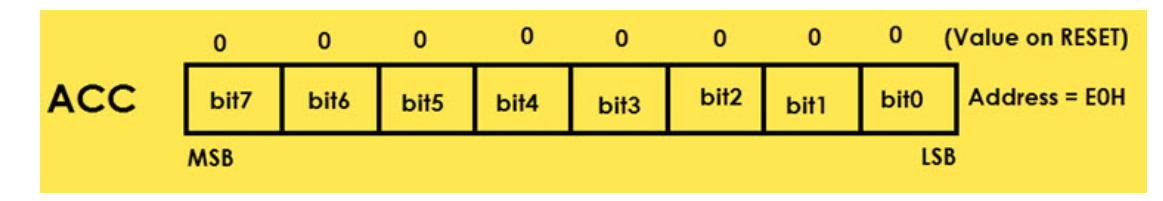 0 0 0 0 0 0 0 0 (Value on RESET)
ACC bit7 bit6 bit5 bit4 bit3 bit2 bit1 bit0 Address = E0H
MSB LSB